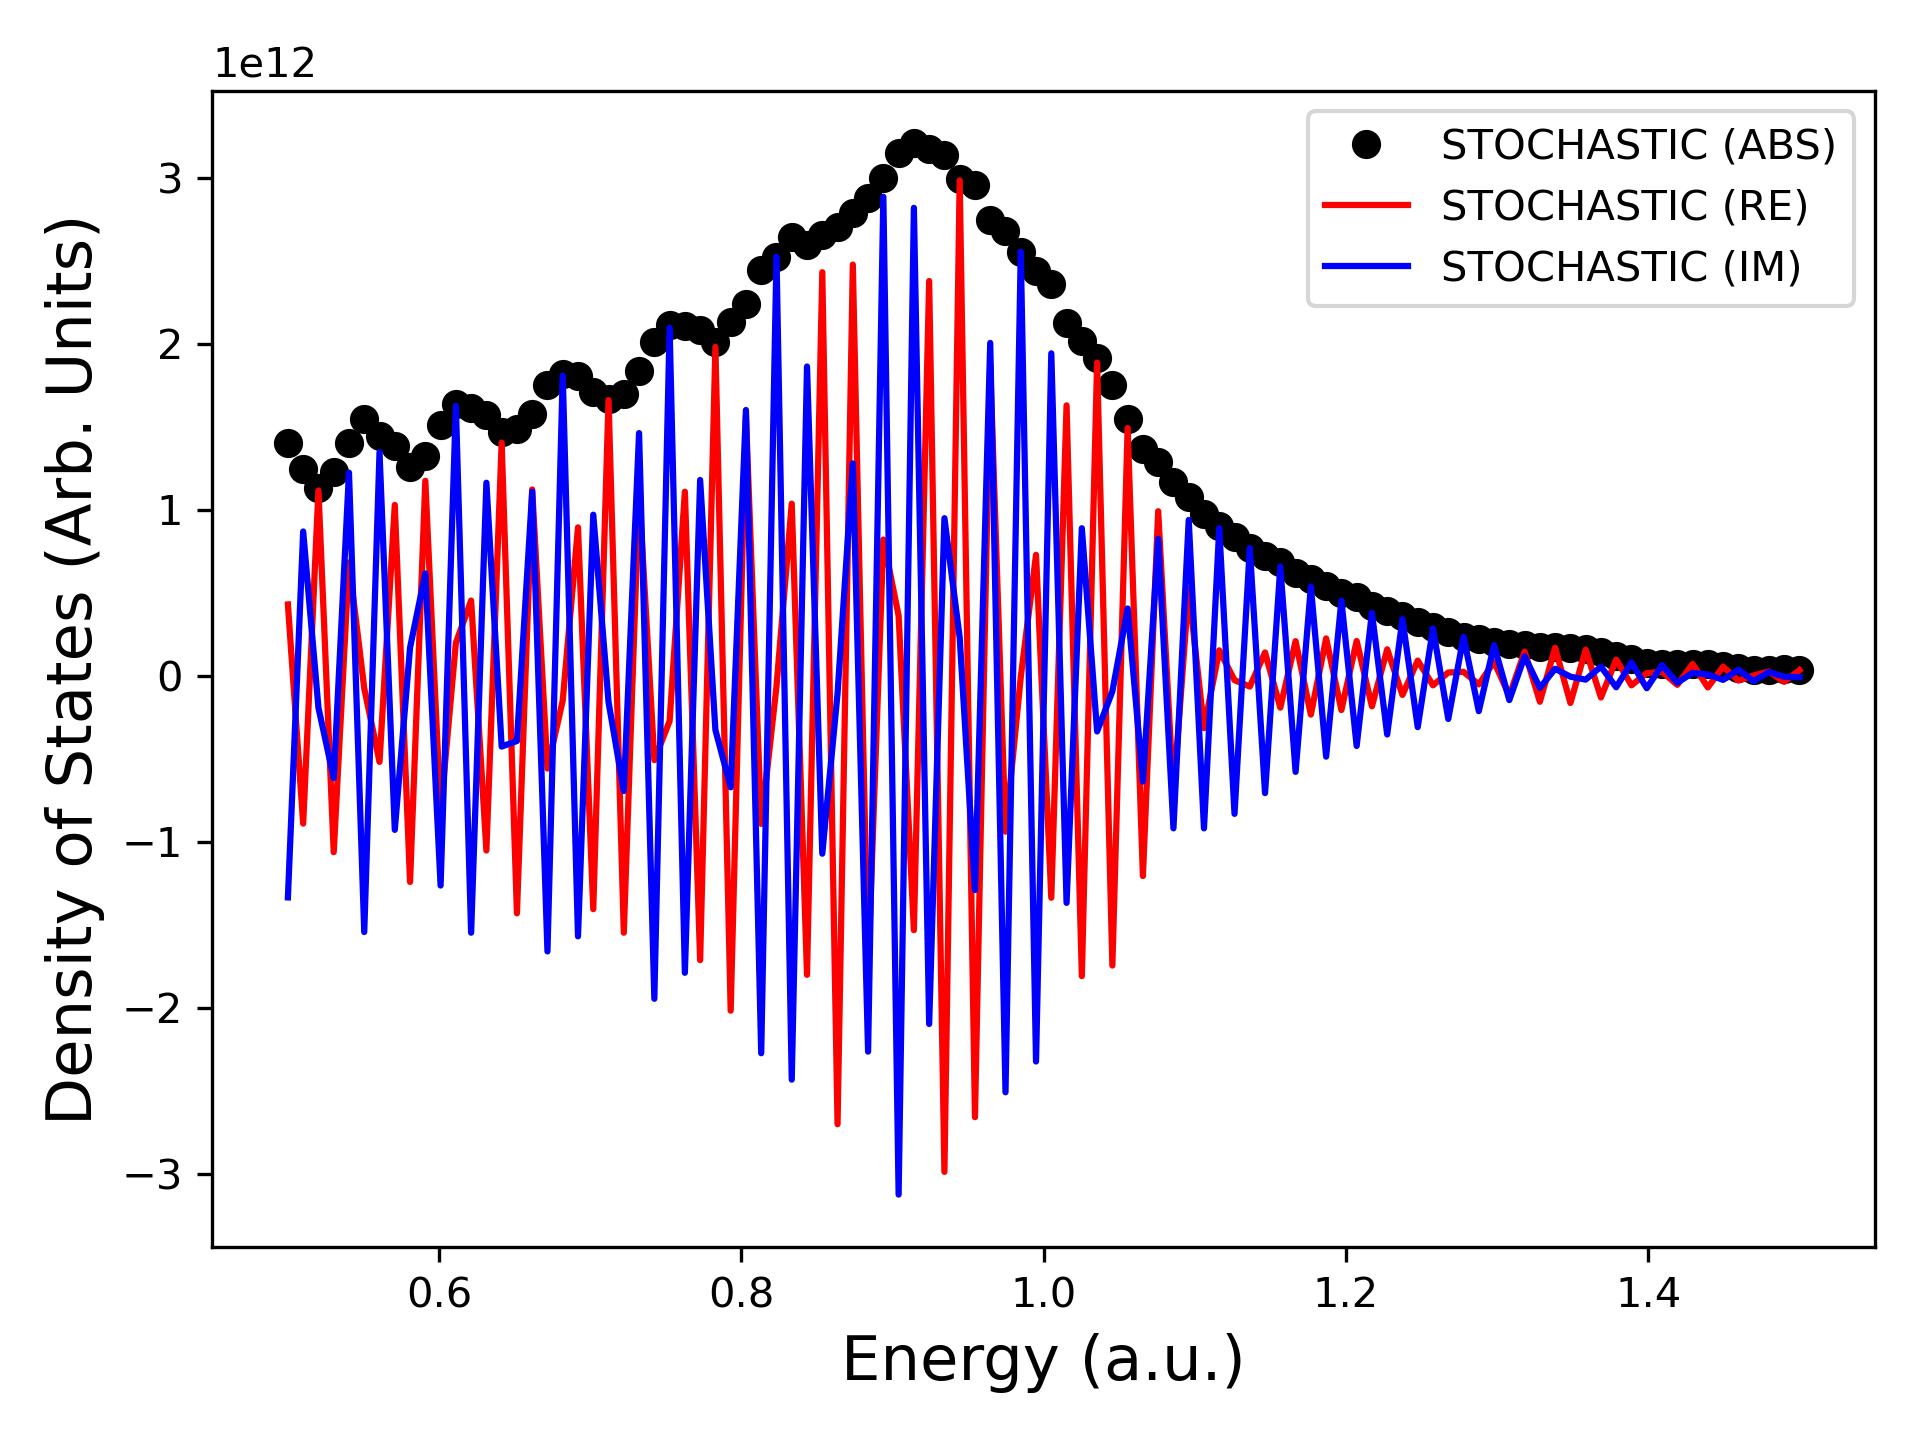 1e12
STOCHASTIC (ABS)
STOCHASTIC (RE)
STOCHASTIC (IM)
Density of States (Arb. Units)
3
2
1
0
−1
−2
−3
0.6 0.8 1.0 1.2 1.4
Energy (a.u.)